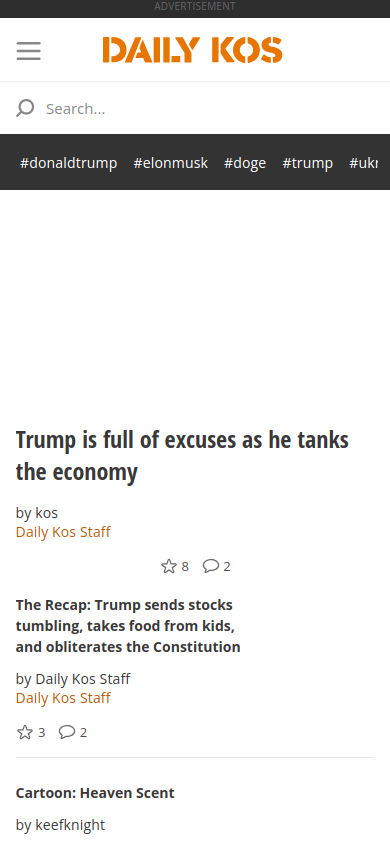 ADVERTISEMENT
DAILY KOS
Search...
#donaldtrump #elonmusk #doge #trump #ukr
Trump is full of excuses as he tanks
the economy
by kos
Daily Kos Staff
8 2
The Recap: Trump sends stocks
tumbling, takes food from kids,
and obliterates the Constitution
by Daily Kos Staff
Daily Kos Staff
3 2
Cartoon: Heaven Scent
by keefknight